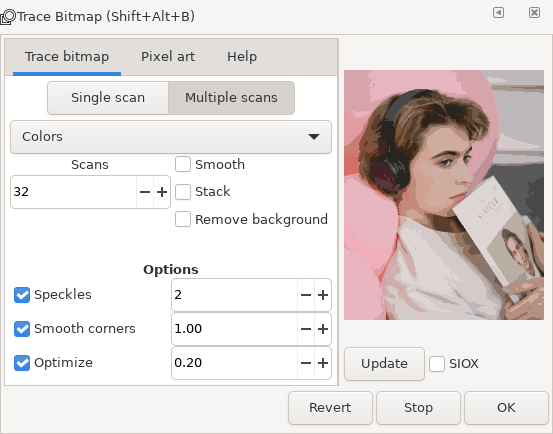 Trace Bitmap (Shift+Alt+B)
Trace bitmap Pixel art Help
Single scan Multiple scans
Colors
Scans
32
Smooth
Stack
Remove background
Options
Speckles 2
Smooth corners 1.00
Optimize 0.20
Update SIOX
Revert Stop OK